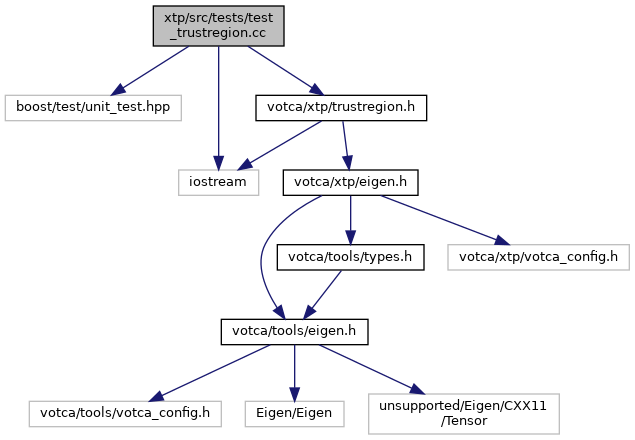 xtp/src/tests/test
_trustregion.cc
boost/test/unit_test.hpp
votca/xtp/trustregion.h
iostream
votca/xtp/eigen.h
votca/tools/types.h
votca/xtp/votca_config.h
votca/tools/eigen.h
votca/tools/votca_config.h
Eigen/Eigen
unsupported/Eigen/CXX11
/Tensor